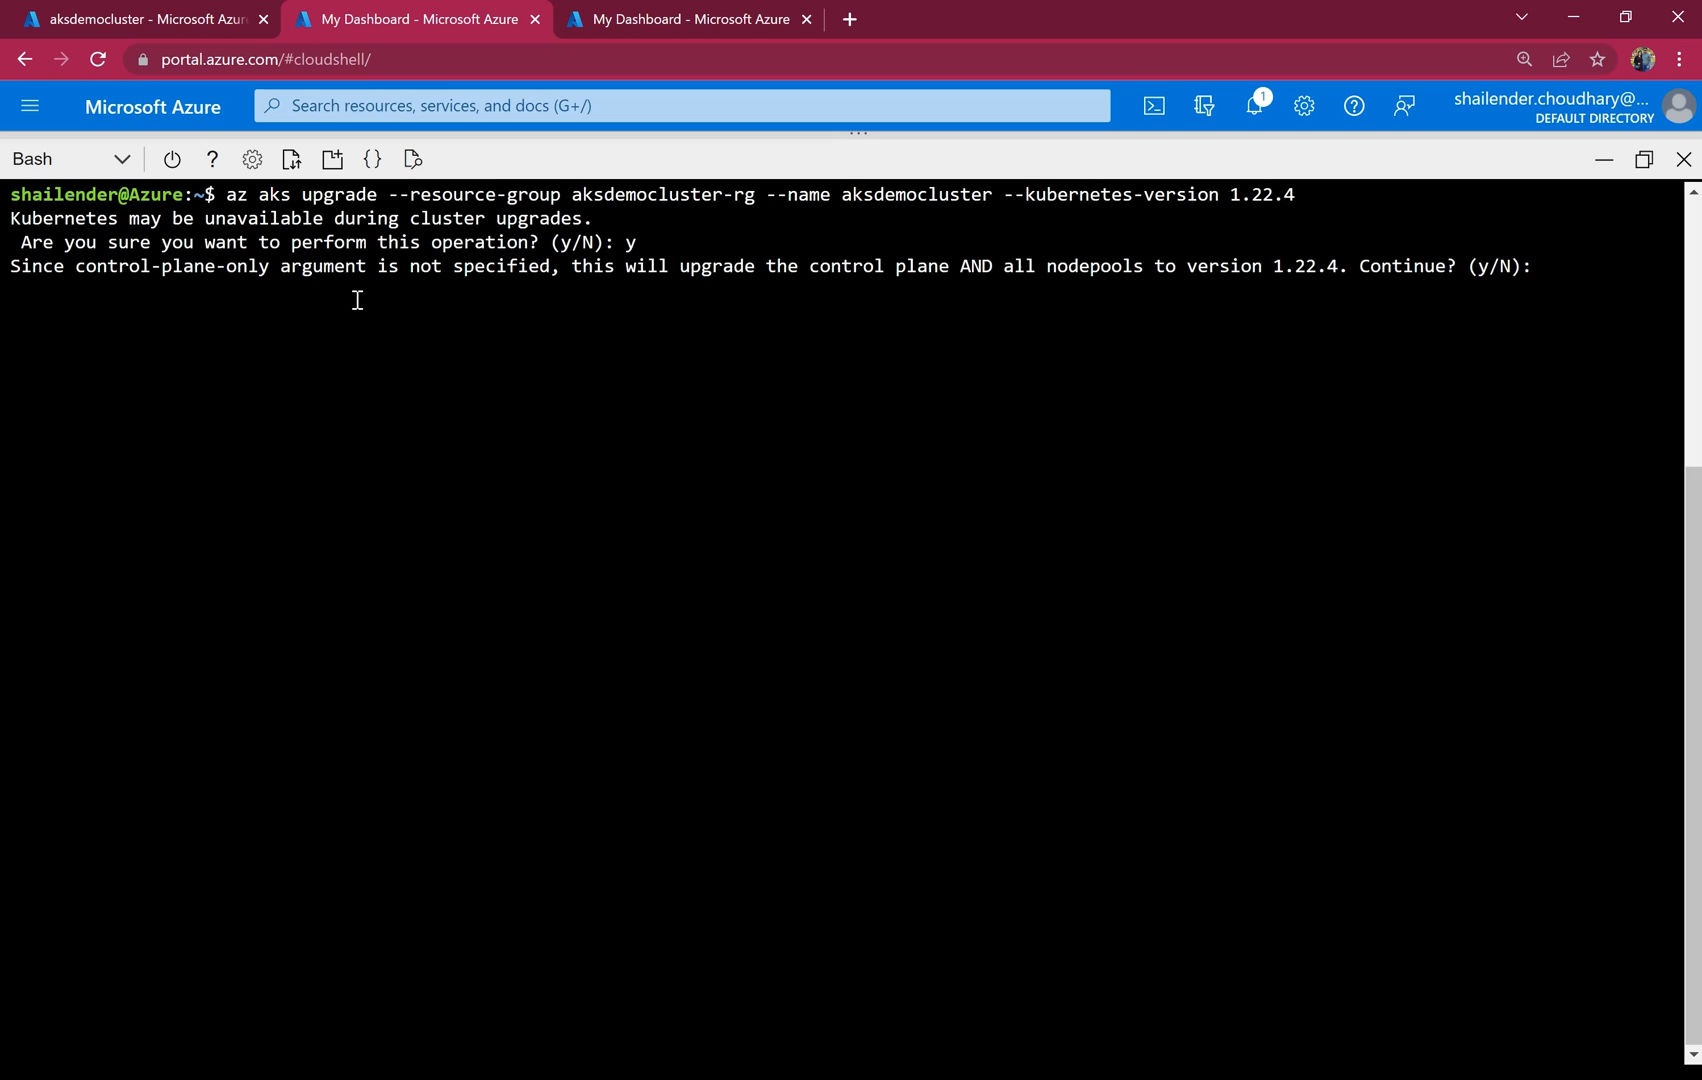 aksdemocluster - Microsoft Azur
My Dashboard - Microsoft Azure
My Dashboard - Microsoft Azure
portal.azure.com/#cloudshell/
Microsoft Azure
Search resources, services, and docs (G+/)
1
shailender.choudhary@...
DEFAULT DIRECTORY
Bash
shailender@Azure:~$ az aks upgrade --resource-group aksdemocluster-rg --name aksdemocluster --kubernetes-version 1.22.4
Kubernetes may be unavailable during cluster upgrades.
Are you sure you want to perform this operation? (y/N): y
Since control-plane-only argument is not specified, this will upgrade the control plane AND all nodepools to version 1.22.4. Continue? (y/N):